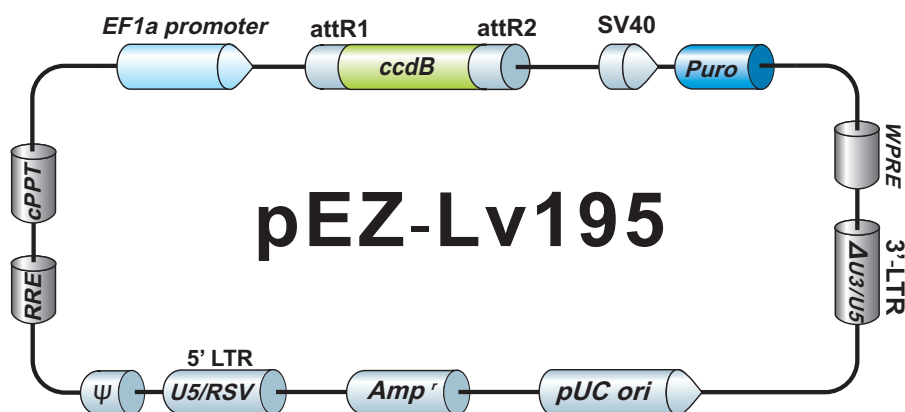 EF1a promoter
attR1
attR2
SV40
ccdB
Puro
cPPT
WPRE
pEZ-Lv195
RRE
3'-LTR
ΔU3/U5
5' LTR
ψ
U5/RSV
Amp r
pUC ori